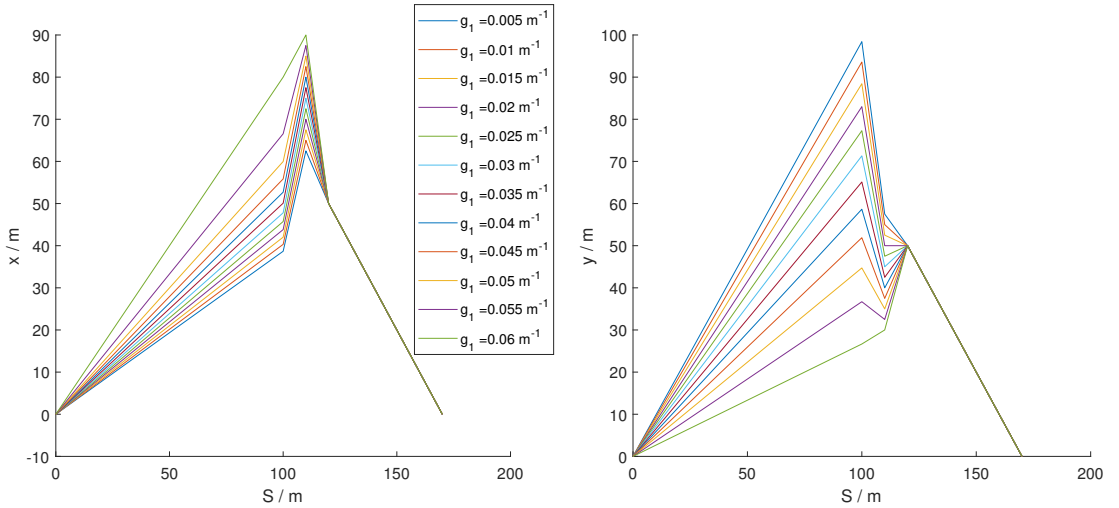 90
80
70
60
50
40
30
20
10
0
-10
x / m
0 50 100 150 200
S / m
g1 =0.005 m-1
g1 =0.01 m-1
g1 =0.015 m-1
g1 =0.02 m-1
g1 =0.025 m-1
g1 =0.03 m-1
g1 =0.035 m-1
g1 =0.04 m-1
g1 =0.045 m-1
g1 =0.05 m-1
g1 =0.055 m-1
g1 =0.06 m-1
100
90
80
70
60
50
40
30
20
10
0
y / m
0 50 100 150 200
S / m